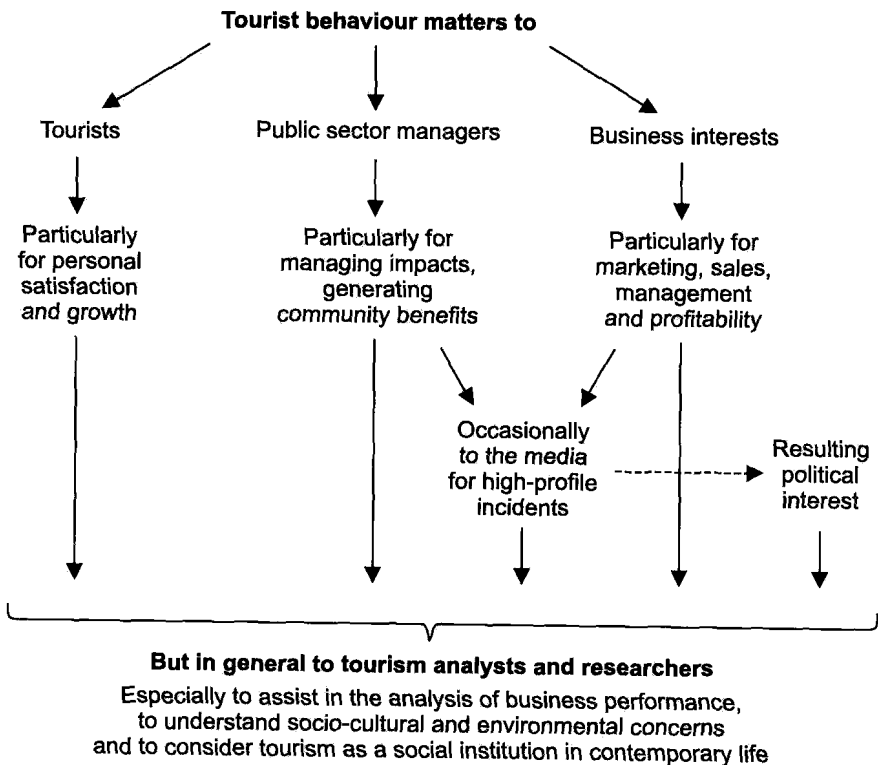 Tourist behaviour matters to
Tourists
Public sector managers
Business interests
Particularly
for personal
satisfaction
and growth
Particularly for
managing impacts,
generating
community benefits
Particularly for
marketing, sales,
management
and profitability
Occasionally
to the media
for high-profile
incidents
Resulting
political
interest
But in general to tourism analysts and researchers
Especially to assist in the analysis of business performance,
to understand socio-cultural and environmental concerns
and to consider tourism as a social institution in contemporary life